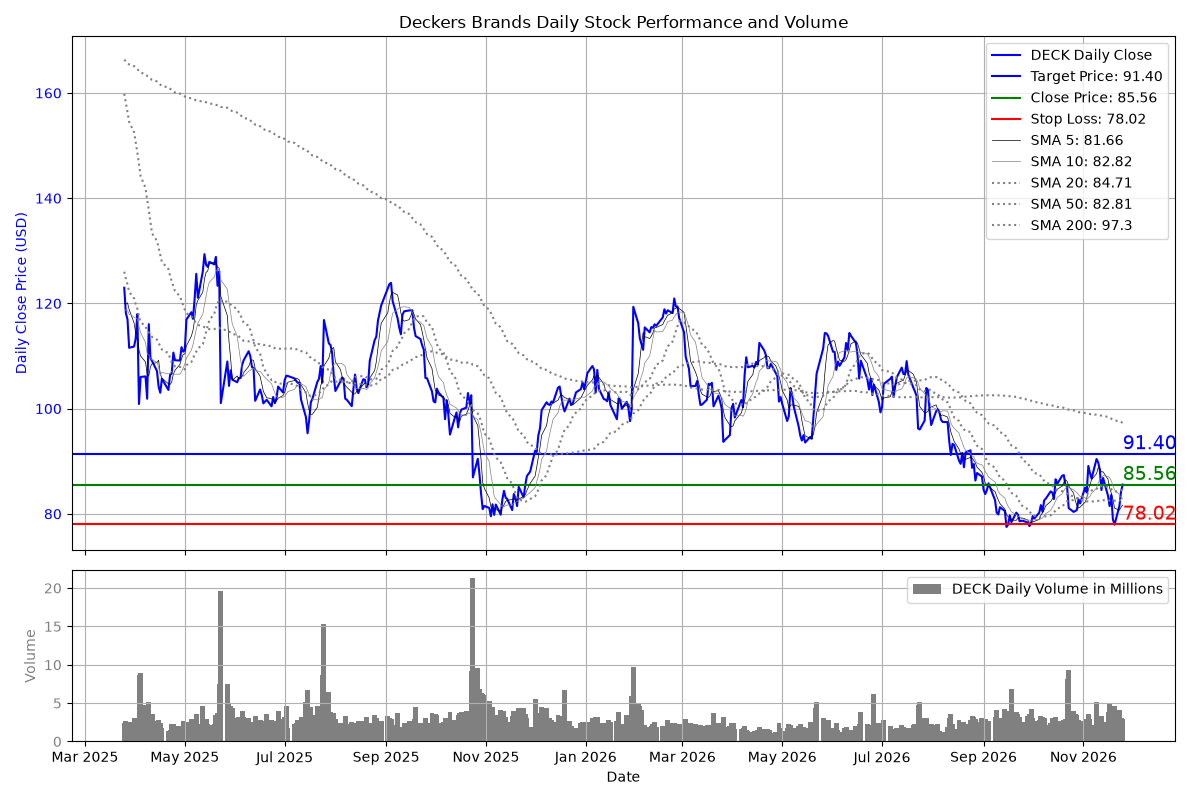 Deckers Brands Daily Stock Performance and Volume
Daily Close Price (USD)
160
140
120
100
80
DECK Daily Close
Target Price: 91.40
Close Price: 85.56
Stop Loss: 78.02
SMA 5: 81.66
SMA 10: 82.82
SMA 20: 84.71
SMA 50: 82.81
SMA 200: 97.3
91.40
85.56
78.02
Volume
20
15
10
5
0
DECK Daily Volume in Millions
Mar 2025 May 2025 Jul 2025 Sep 2025 Nov 2025 Jan 2026 Mar 2026 May 2026 Jul 2026 Sep 2026 Nov 2026
Date